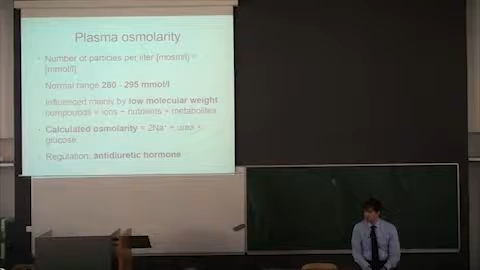 Plasma osmolarity
Number of particles per liter [mosm/l] =
[mmol/l]
Normal range 280 - 295 mmol/l
Influenced mainly by low molecular weight
compounds = ions + nutrients + metabolites
Calculated osmolarity = 2Na⁺ + urea +
glucose
Regulation: antidiuretic hormone